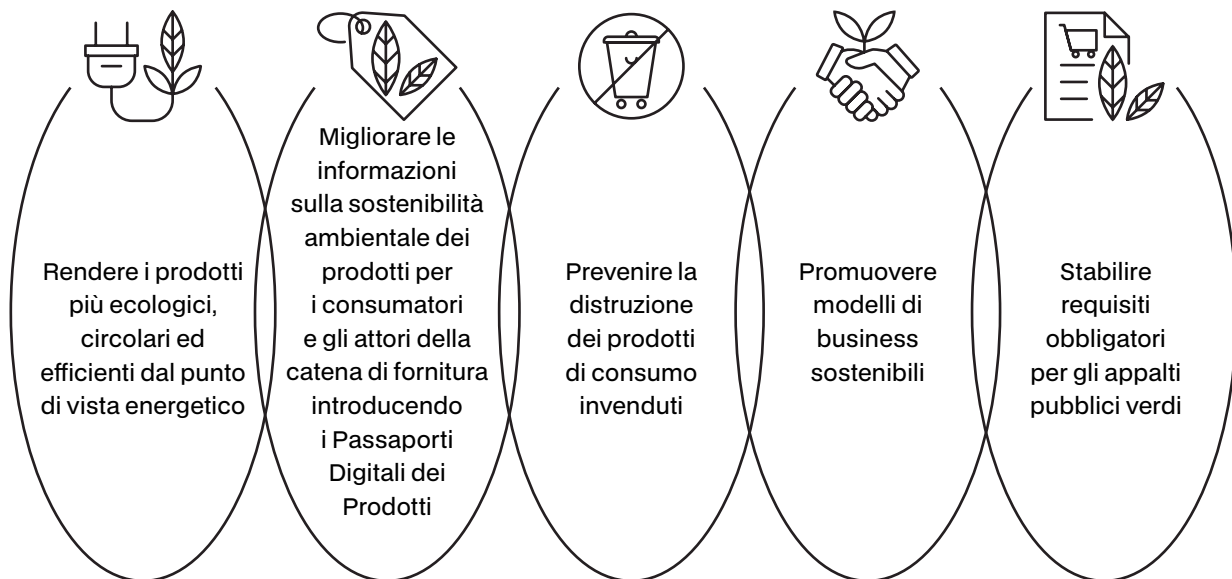 Rendere i prodotti
più ecologici,
circolari ed
efficienti dal punto
di vista energetico
Migliorare le
informazioni
sulla sostenibilità
ambientale dei
prodotti per
i consumatori
e gli attori della
catena di fornitura
introducendo
i Passaporti
Digitali dei
Prodotti
Prevenire la
distruzione
dei prodotti
di consumo
invenduti
Promuovere
modelli di
business
sostenibili
Stabilire
requisiti
obbligatori
per gli appalti
pubblici verdi